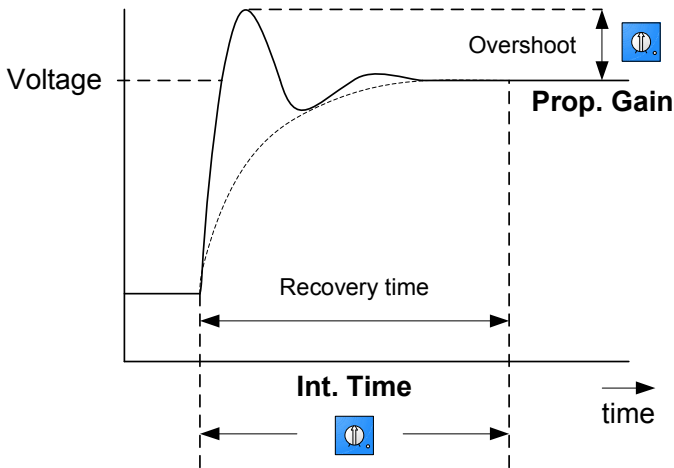 Overshoot
Voltage
Prop. Gain
Recovery time
Int. Time
time